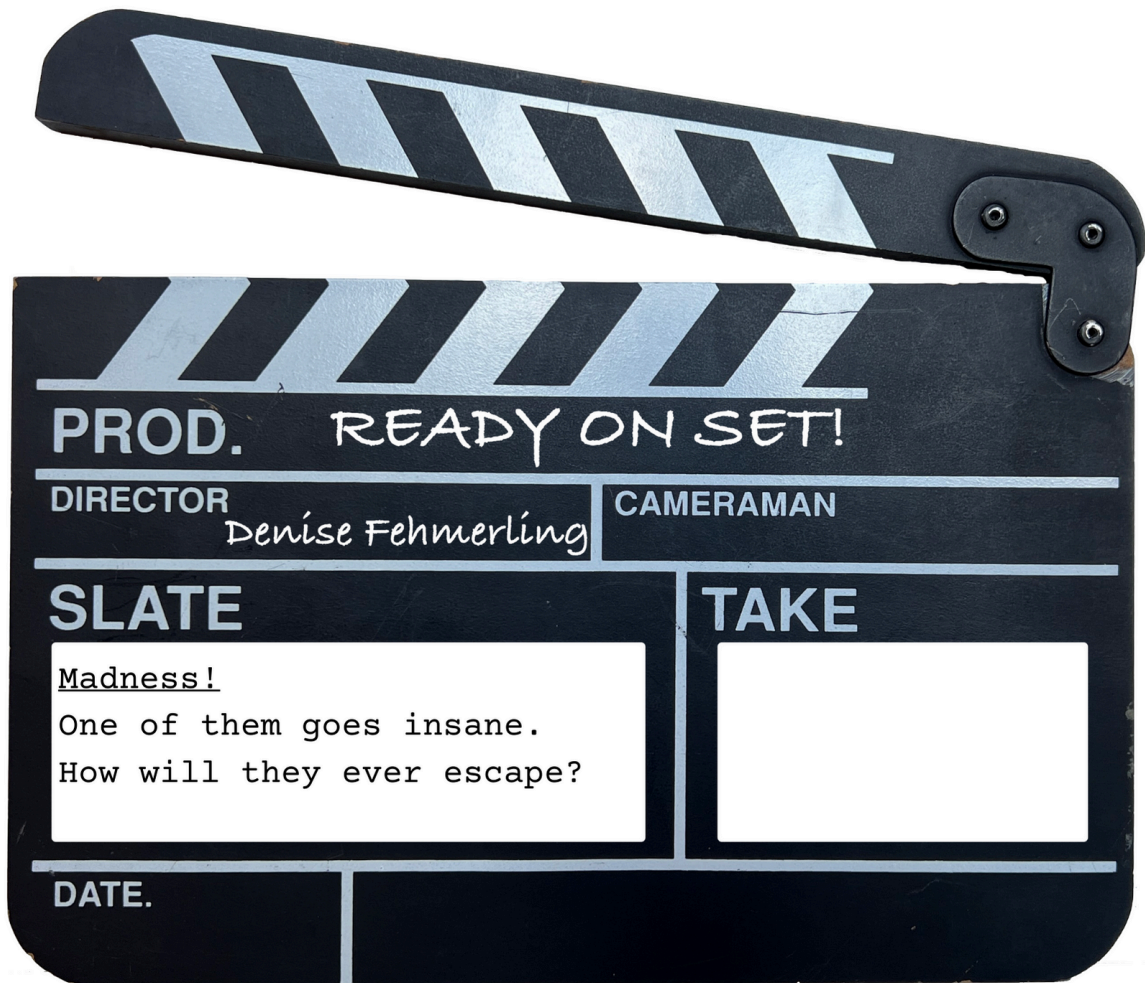 PROD. READY ON SET!
DIRECTOR
Denise Fehmerling
CAMERAMAN
SLATE
Madness!
One of them goes insane.
How will they ever escape?
TAKE
DATE.